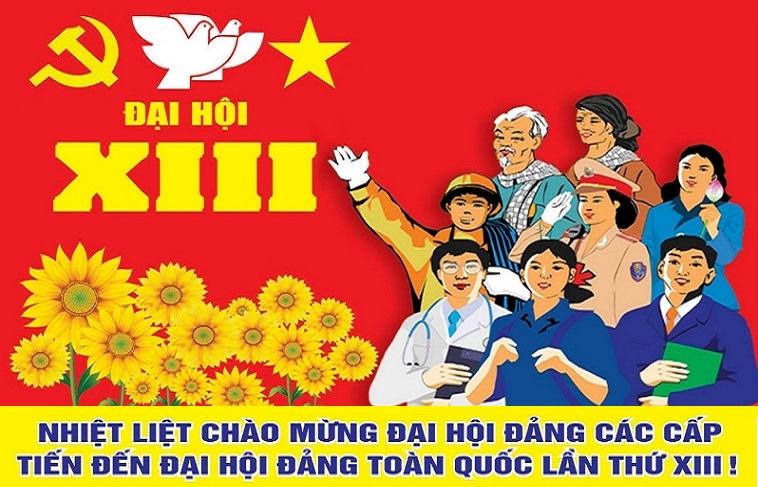 ĐẠI HỘI
XIII
NHIỆT LIỆT CHÀO MỪNG ĐẠI HỘI ĐẢNG CÁC CẤP
TIẾN ĐẾN ĐẠI HỘI ĐẢNG TOÀN QUỐC LẦN THỨ XIII !